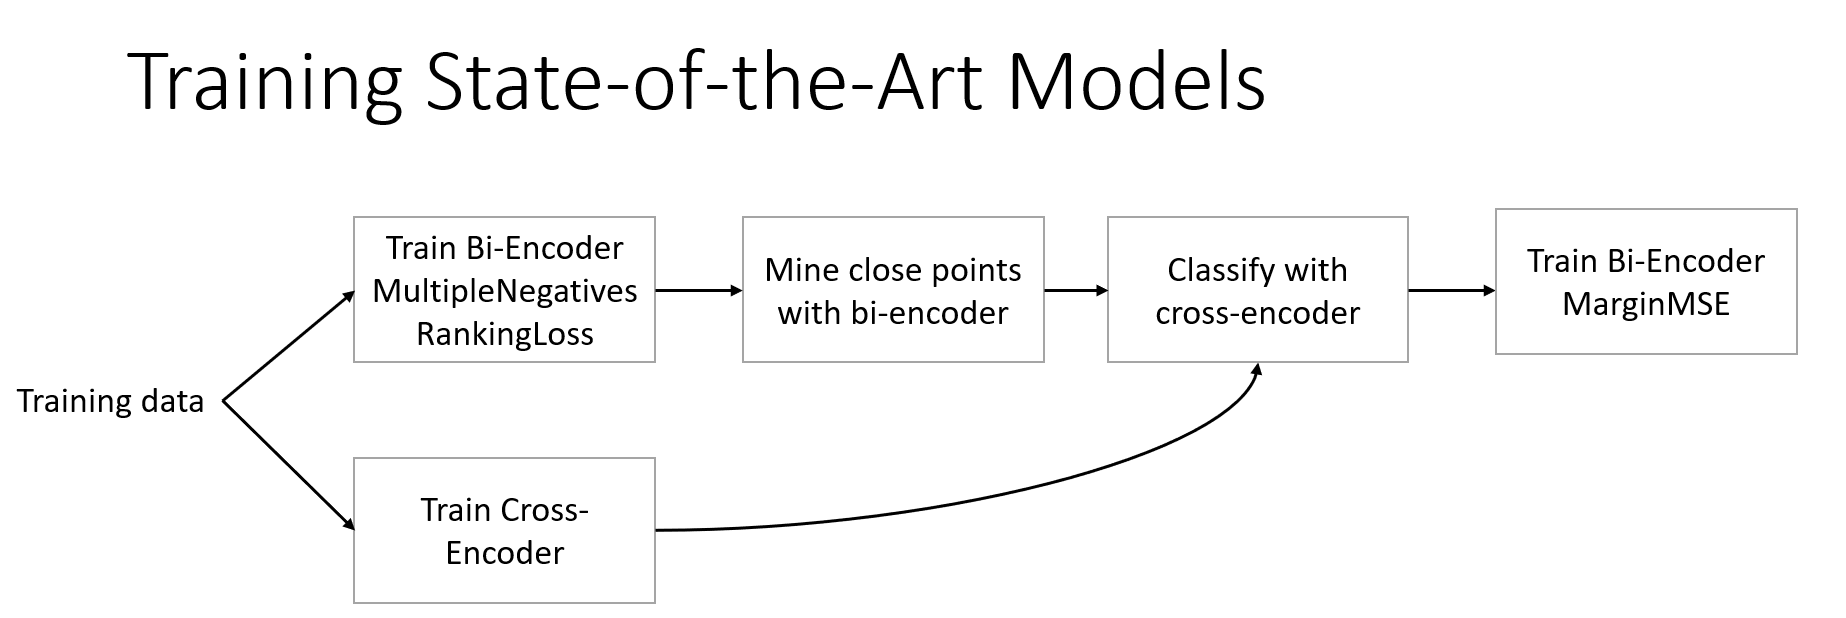 Training State-of-the-Art Models
Train Bi-Encoder
MultipleNegatives
RankingLoss
Mine close points
with bi-encoder
Classify with
cross-encoder
Train Bi-Encoder
MarginMSE
Training data
Train Cross-
Encoder